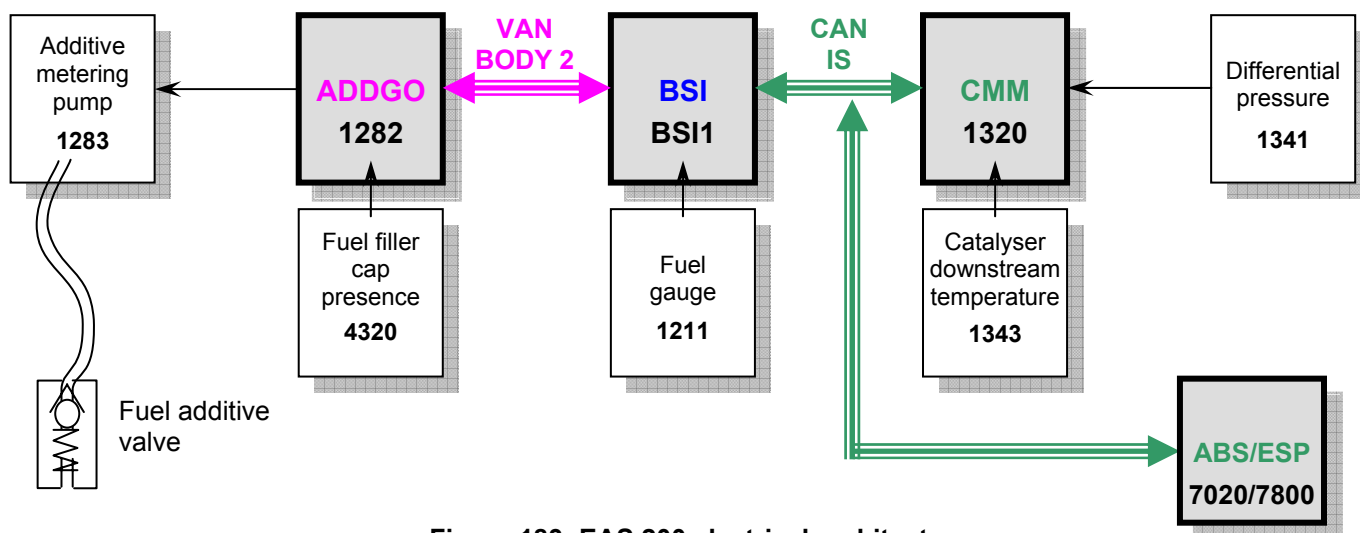 Additive
metering
pump
1283
ADDGO
1282
VAN
BODY 2
BSI
BSI1
CAN
IS
CMM
1320
Differential
pressure
1341
Fuel filler
cap
presence
4320
Fuel
gauge
1211
Catalyser
downstream
temperature
1343
Fuel additive
valve
ABS/ESP
7020/7800